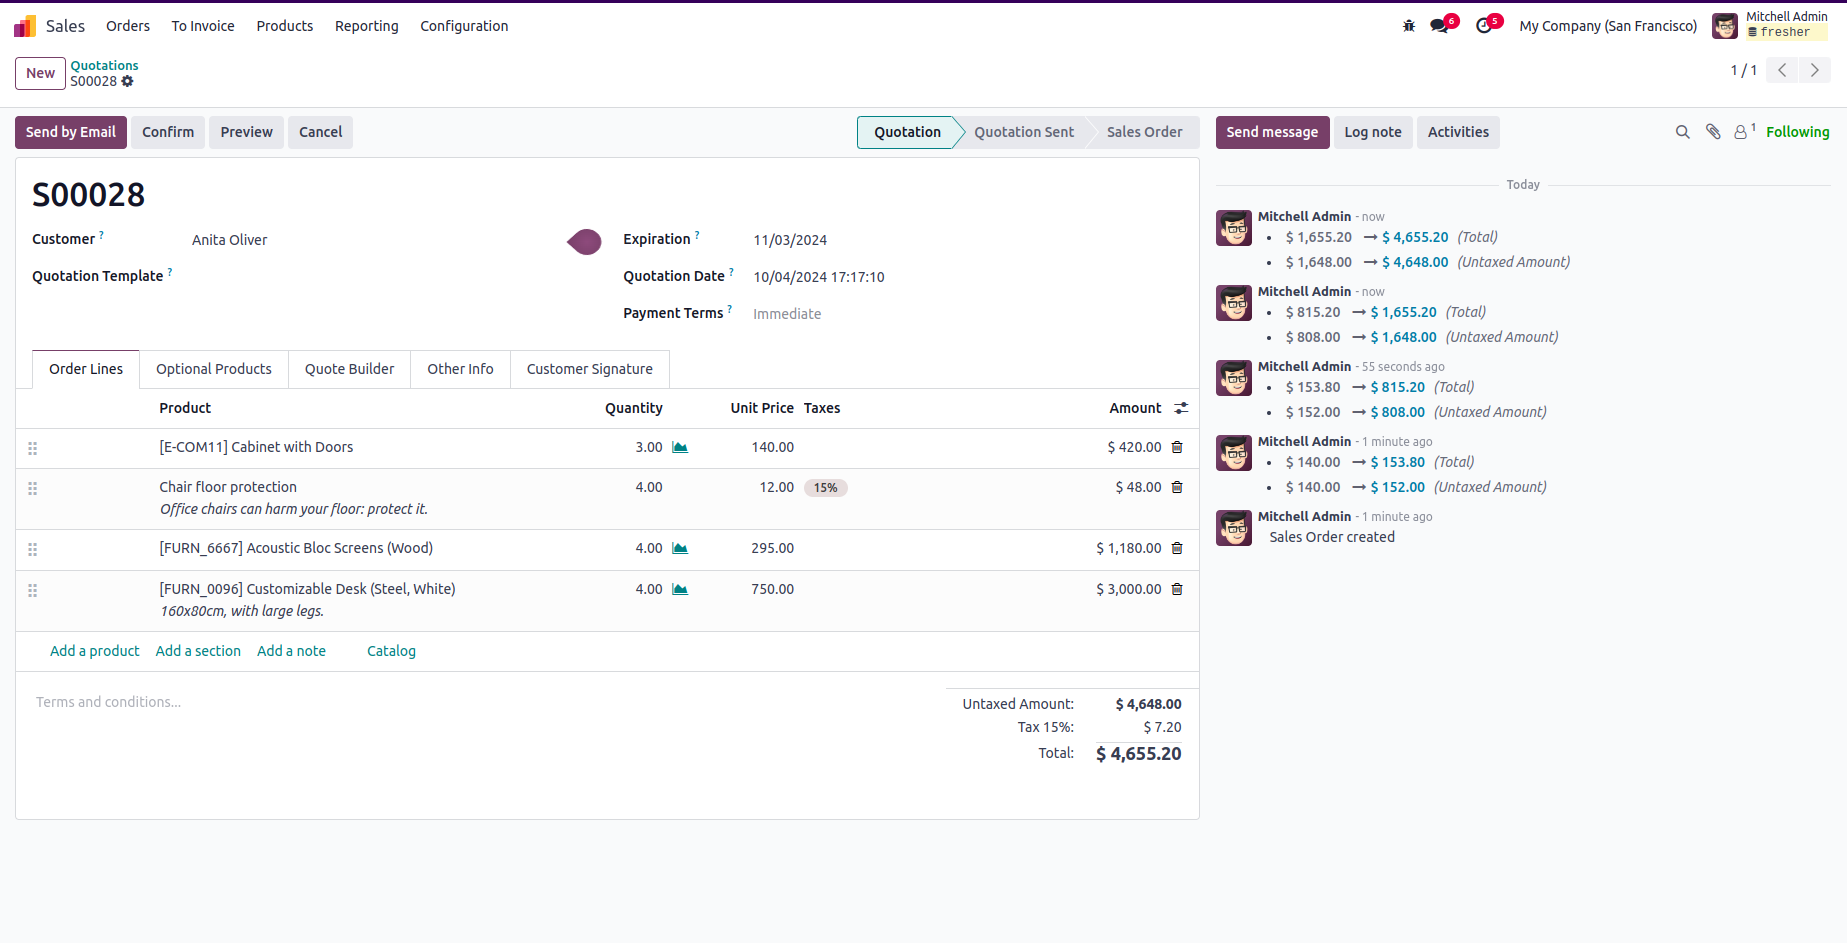 Sales Orders To Invoice Products Reporting Configuration 6 5 My Company (San Francisco) Mitchell Admin
fresher
New Quotations
S00028
1 / 1
Send by Email Confirm Preview Cancel Quotation Quotation Sent Sales Order
S00028
Customer ? Anita Oliver Expiration ? 11/03/2024
Quotation Template ? Quotation Date ? 10/04/2024 17:17:10
Payment Terms ? Immediate
Order Lines Optional Products Quote Builder Other Info Customer Signature
Product Quantity Unit Price Taxes Amount
[E-COM11] Cabinet with Doors 3.00 140.00 $ 420.00
Chair floor protection 4.00 12.00 15% $ 48.00
Office chairs can harm your floor: protect it.
[FURN_6667] Acoustic Bloc Screens (Wood) 4.00 295.00 $ 1,180.00
[FURN_0096] Customizable Desk (Steel, White) 4.00 750.00 $ 3,000.00
160x80cm, with large legs.
Add a product Add a section Add a note Catalog
Terms and conditions...
Untaxed Amount: $ 4,648.00
Tax 15%: $ 7.20
Total: $ 4,655.20
Send message Log note Activities 1 Following
Today
Mitchell Admin - now
• $ 1,655.20 → $ 4,655.20 (Total)
• $ 1,648.00 → $ 4,648.00 (Untaxed Amount)
Mitchell Admin - now
• $ 815.20 → $ 1,655.20 (Total)
• $ 808.00 → $ 1,648.00 (Untaxed Amount)
Mitchell Admin - 55 seconds ago
• $ 153.80 → $ 815.20 (Total)
• $ 152.00 → $ 808.00 (Untaxed Amount)
Mitchell Admin - 1 minute ago
• $ 140.00 → $ 153.80 (Total)
• $ 140.00 → $ 152.00 (Untaxed Amount)
Mitchell Admin - 1 minute ago
Sales Order created